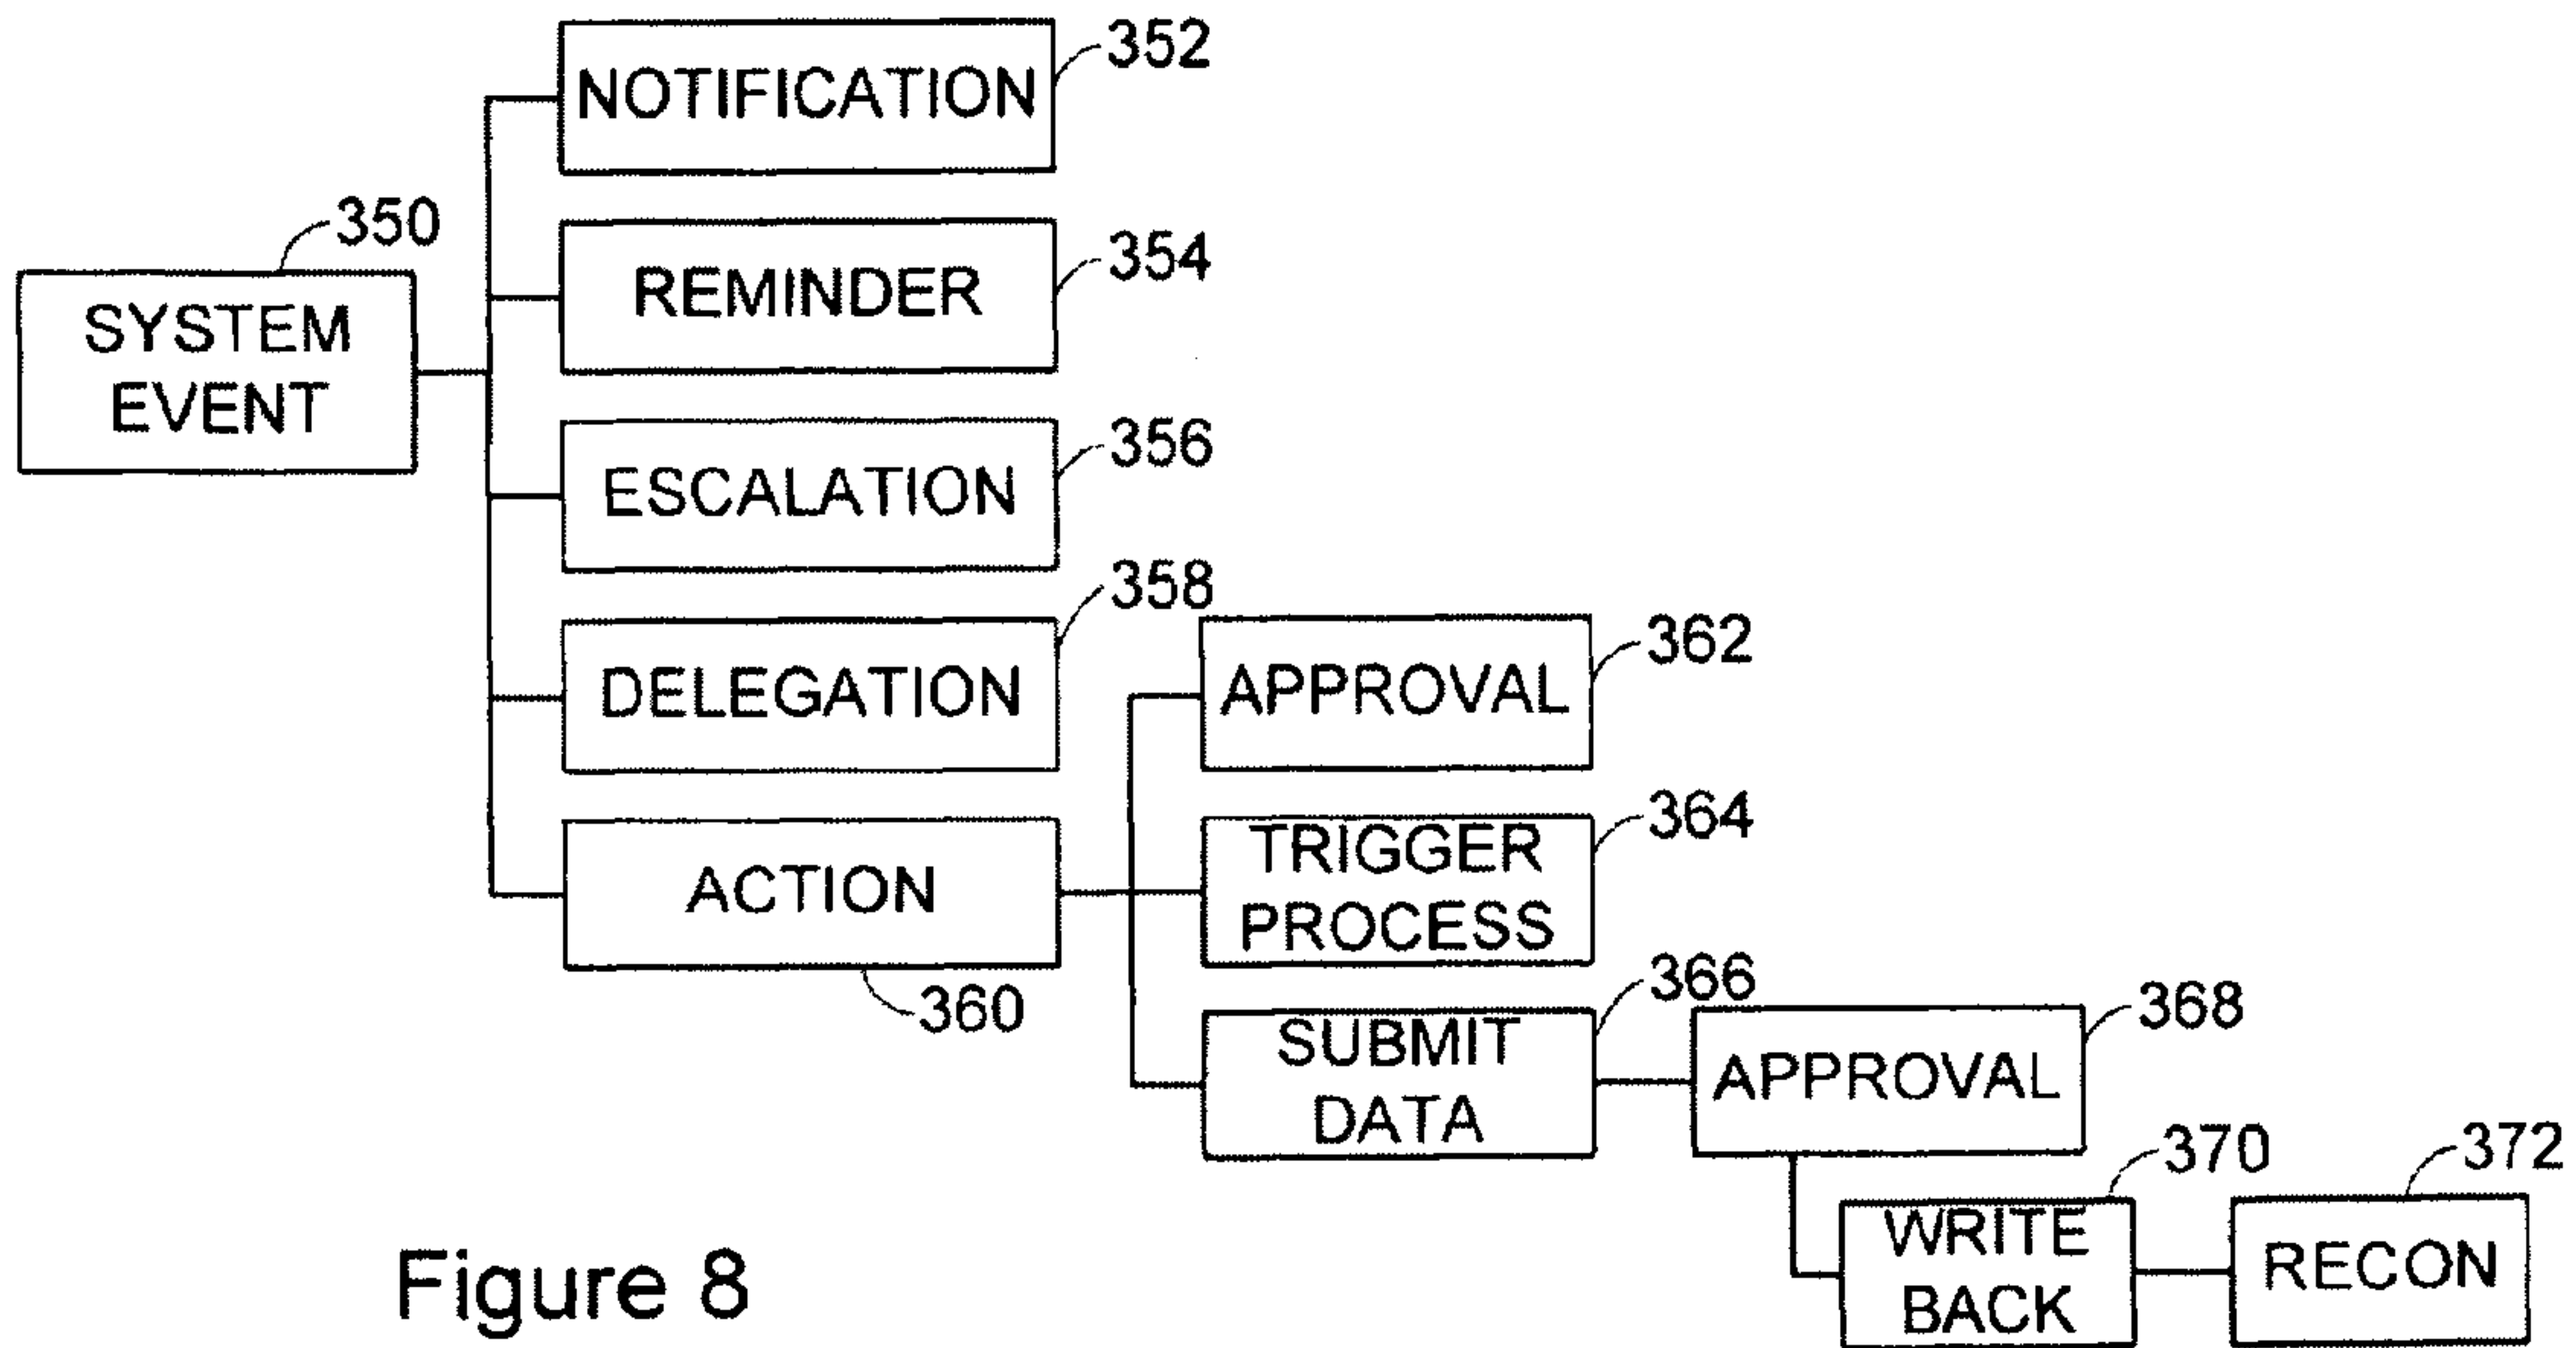 352
NOTIFICATION
350
SYSTEM
EVENT
354
REMINDER
356
ESCALATION
358
DELEGATION
362
APPROVAL
364
TRIGGER
PROCESS
ACTION
360
366
SUBMIT
DATA
368
APPROVAL
370
WRITE
BACK
372
RECON
Figure 8